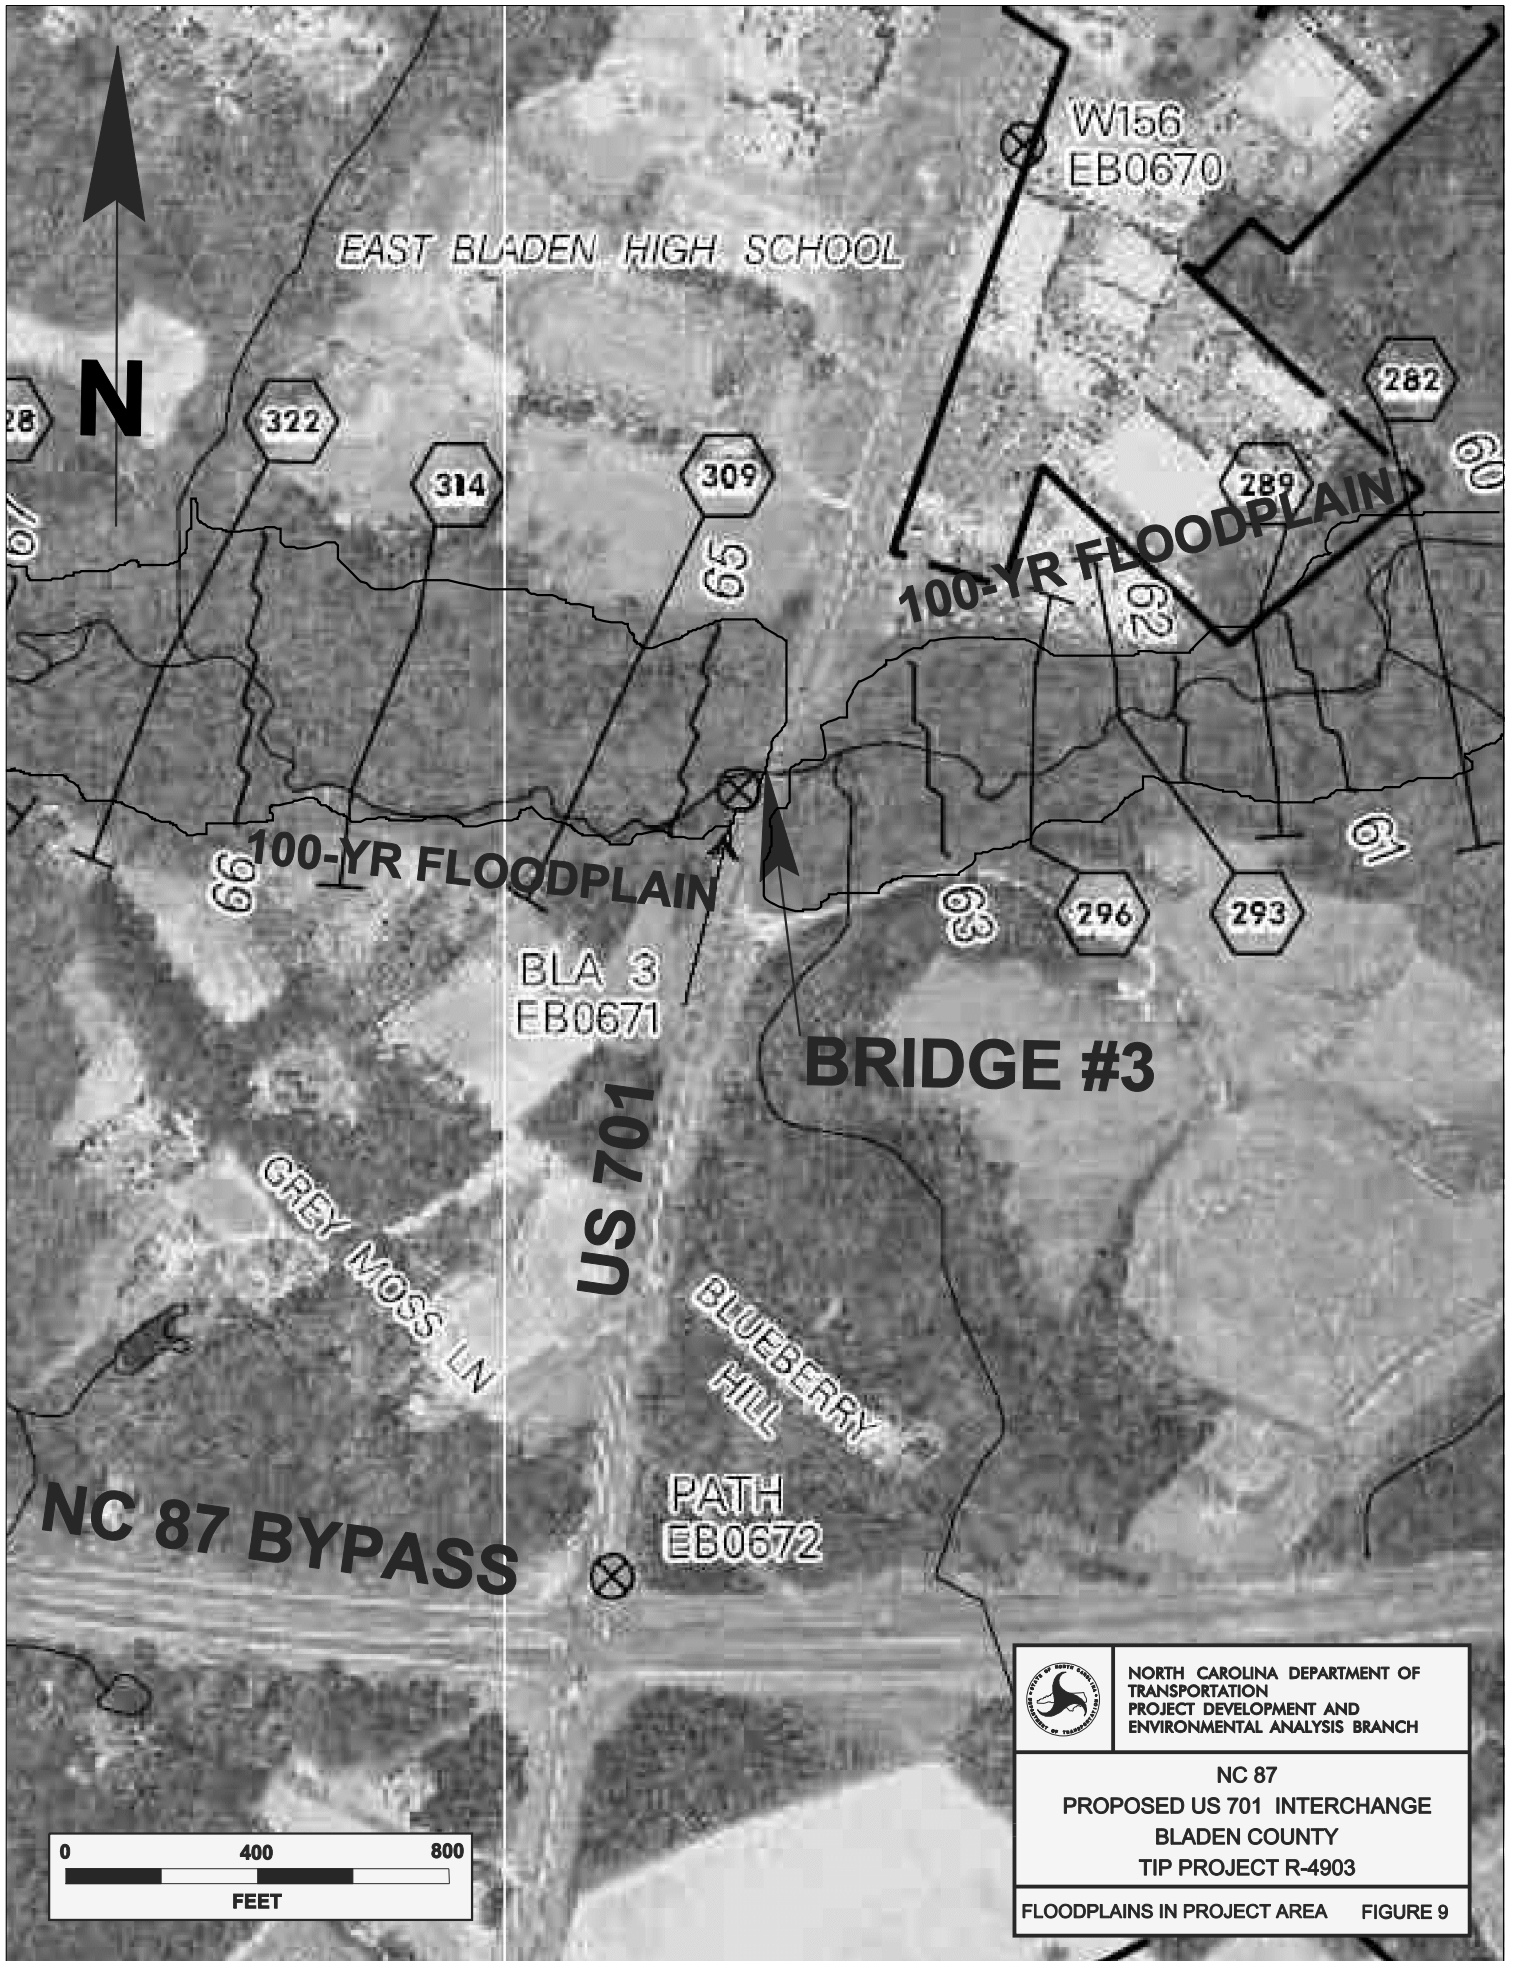 W156
EB0670
EAST BLADEN HIGH SCHOOL
N
28
322
314
309
282
289
60
65
62
100-YR FLOODPLAIN
100-YR FLOODPLAIN
66
61
63
296
293
BLA 3
EB0671
BRIDGE #3
US 701
GREY MOSS LN
BLUEBERRY
HILL
PATH
EB0672
NC 87 BYPASS
NORTH CAROLINA DEPARTMENT OF
TRANSPORTATION
PROJECT DEVELOPMENT AND
ENVIRONMENTAL ANALYSIS BRANCH
NC 87
PROPOSED US 701 INTERCHANGE
BLADEN COUNTY
TIP PROJECT R-4903
FLOODPLAINS IN PROJECT AREA FIGURE 9
0 400 800
FEET